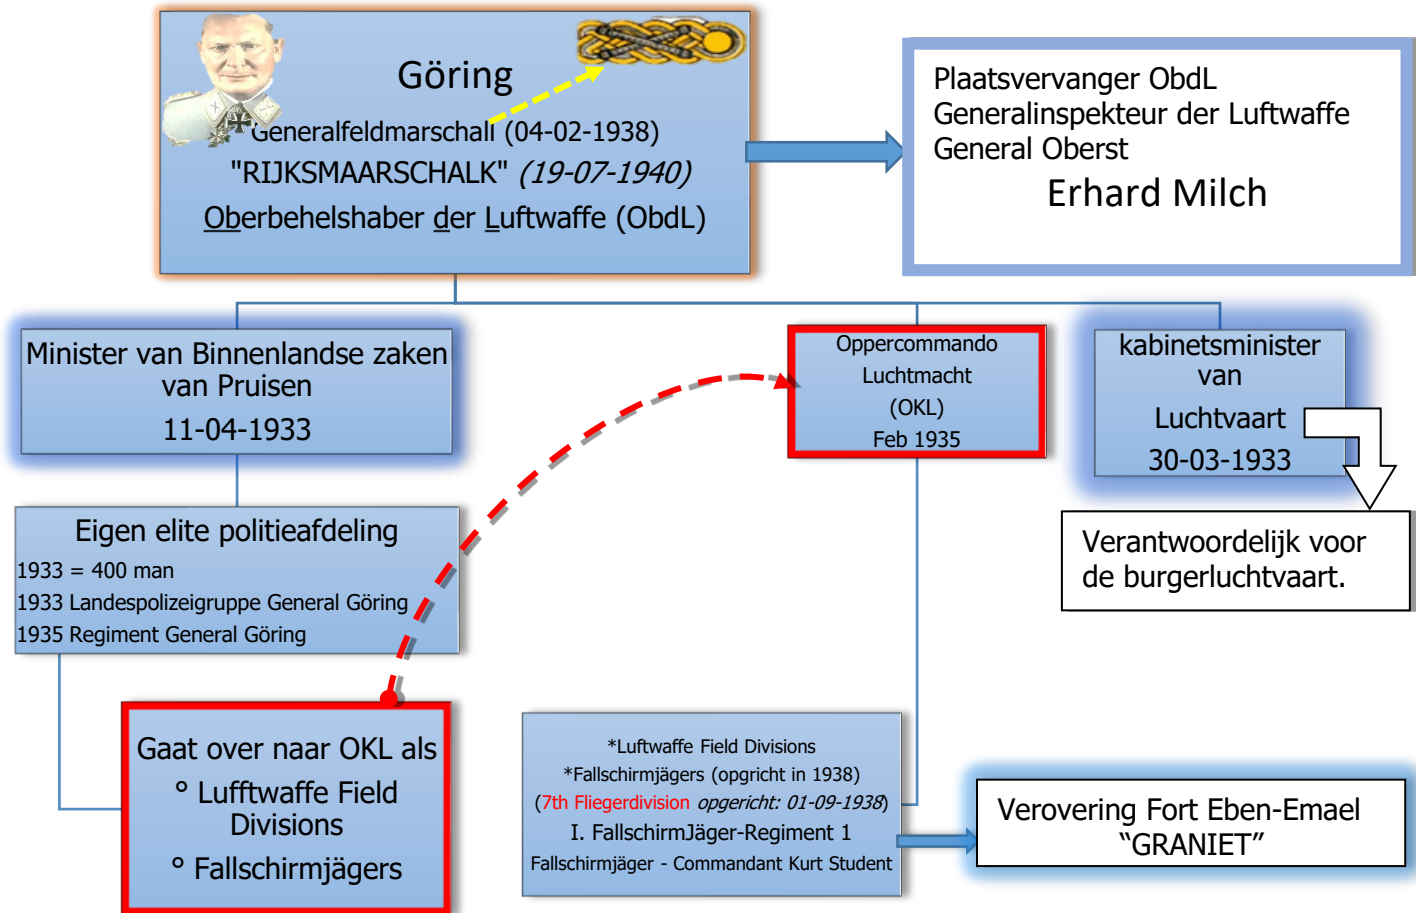 Göring
Generalfeldmarschall (04-02-1938)
"RIJKSMAARSCHALK" (19-07-1940)
Oberbehelshaber der Luftwaffe (ObdL)
Plaatsvervanger ObdL
Generalinspekteur der Luftwaffe
General Oberst
Erhard Milch
Minister van Binnenlandse zaken
van Pruisen
11-04-1933
Oppercommando
Luchtmacht
(OKL)
Feb 1935
kabinetsminister
van
Luchtvaart
30-03-1933
Eigen elite politieafdeling
1933 = 400 man
1933 Landespolizeigruppe General Göring
1935 Regiment General Göring
Verantwoordelijk voor
de burgerluchtvaart.
Gaat over naar OKL als
° Lufftwaffe Field
Divisions
° Fallschirmjägers
*Luftwaffe Field Divisions
*Fallschirmjägers (opgricht in 1938)
(7th Fliegerdivision opgericht: 01-09-1938)
I. FallschirmJäger-Regiment 1
Fallschirmjäger - Commandant Kurt Student
Verovering Fort Eben-Emael
“GRANIET”